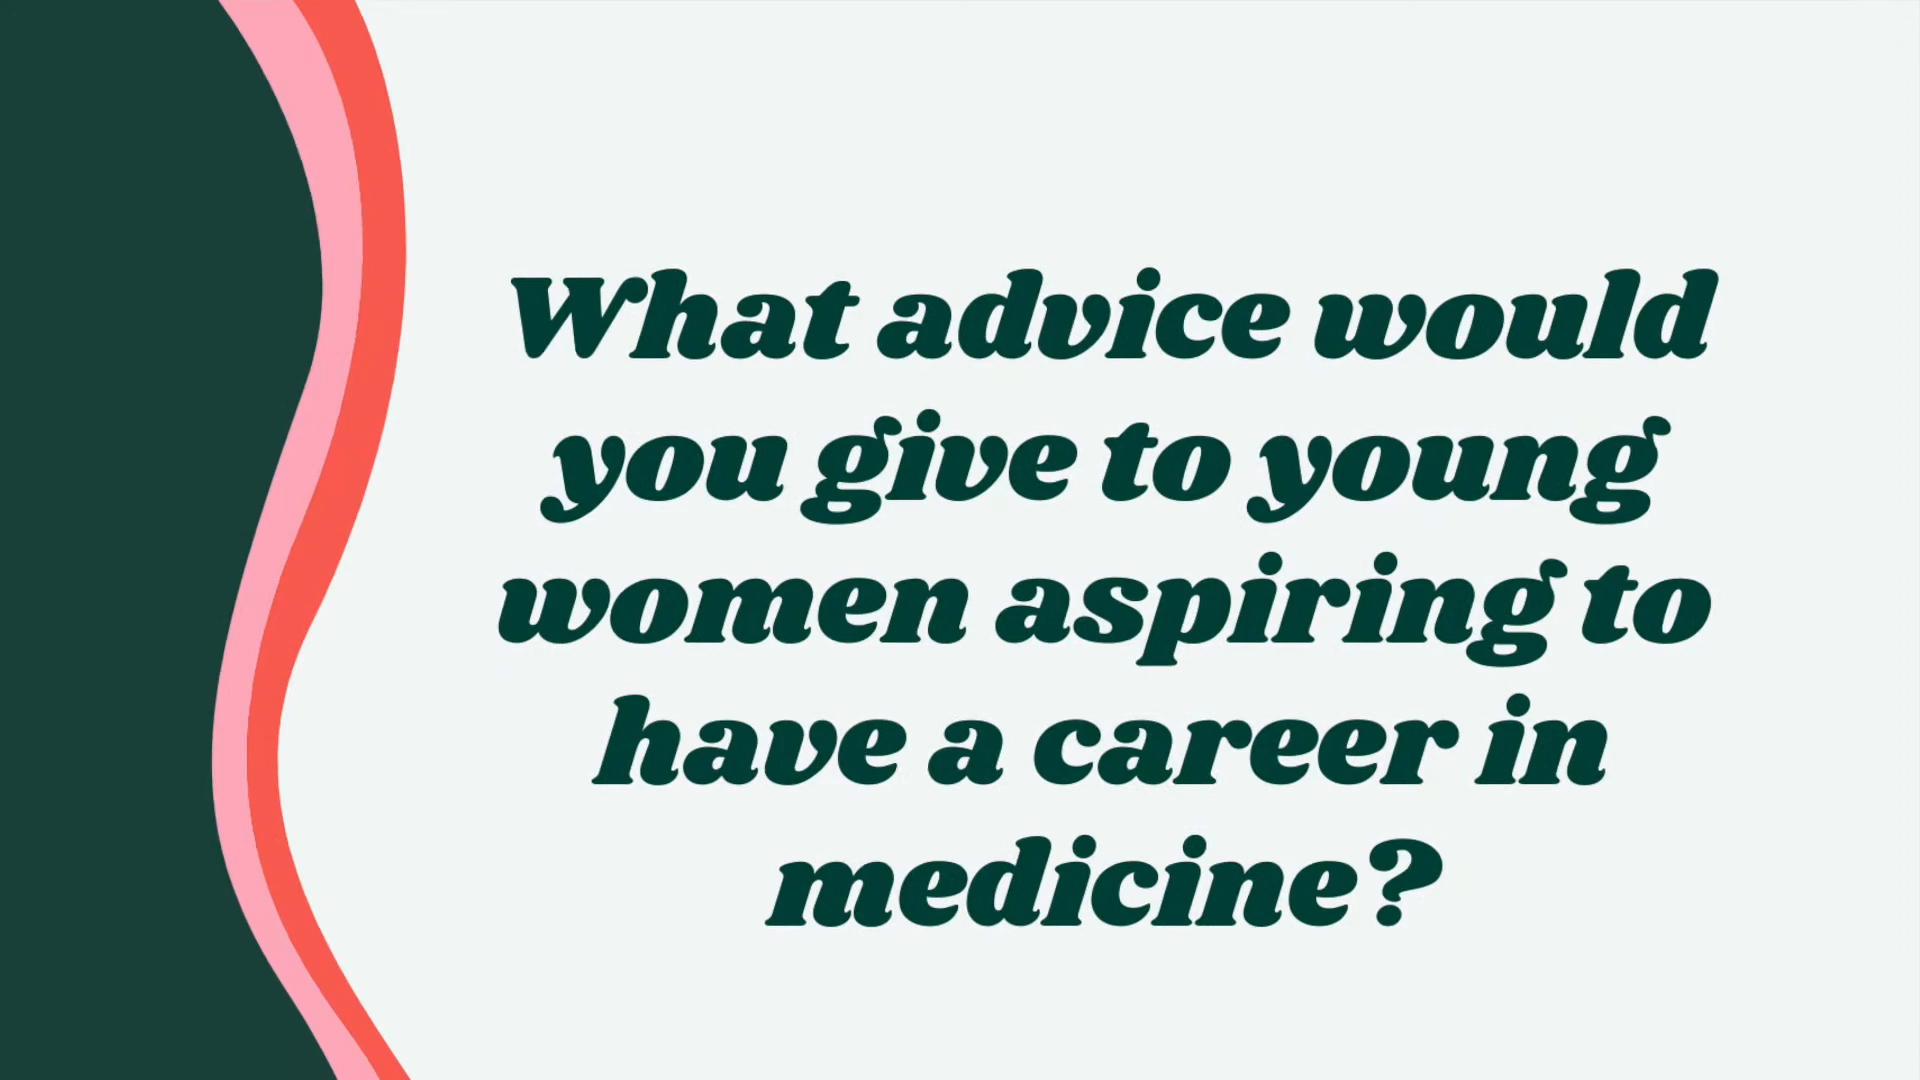 What advice would
you give to young
women aspiring to
have a career in
medicine?